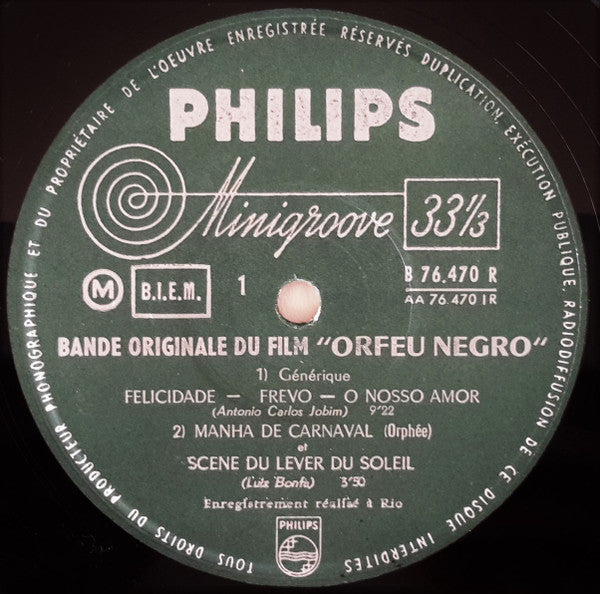 TOUS DROITS DU PRODUCTEUR PHONOGRAPHIQUE ET DU PROPRIÉTAIRE DE L'OEUVRE ENREGISTRÉE RÉSERVÉS DUPLICATION, EXÉCUTION PUBLIQUE, RADIODIFFUSION DE CE DISQUE INTERDITES
PHILIPS
Minigroove 33 1/3
B 76.470 R
M B.I.E.M. 1
AA 76.470 1R
BANDE ORIGINALE DU FILM "ORFEU NEGRO"
1) Générique
FELICIDADE — FREVO — O NOSSO AMOR
(Antonio Carlos Jobim) 9'22
2) MANHA DE CARNAVAL (Orphée)
et
SCENE DU LEVER DU SOLEIL
(Luiz Bonfa) 3'50
Enregistrement réalisé à Rio
PHILIPS